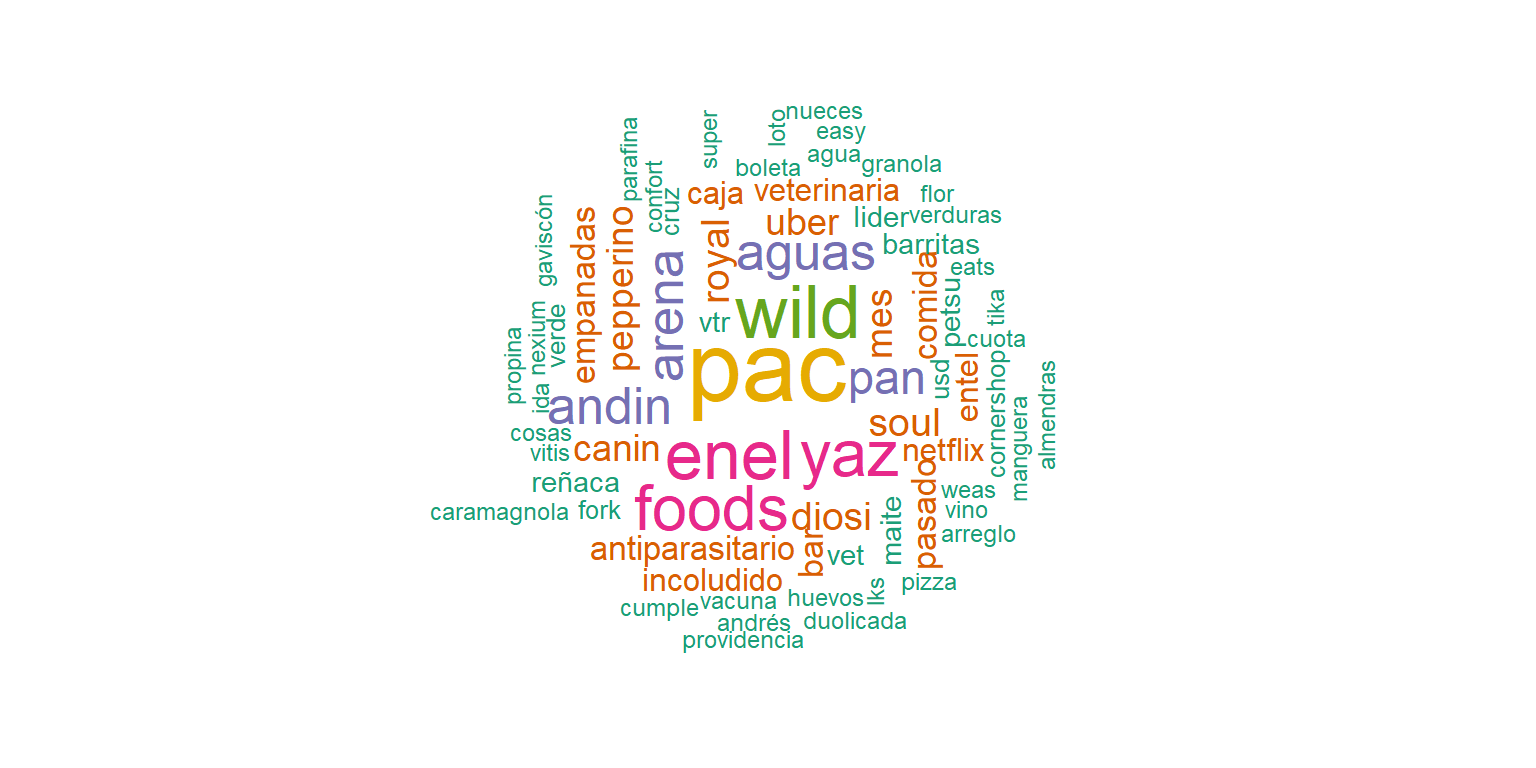 nueces
loto
super
easy
parafina
agua
boleta
granola
confort
caja
veterinaria
flor
cruz
gaviscón
empanadas
pepperino
royal
uber
lider
verduras
arena
aguas
barritas
comida
eats
petsu
tika
nexium
verde
vtr
wild
mes
cuota
propina
ida
andin
pac
pan
usd
entel
cornershop
almendras
manguera
cosas
vitis
canin
enel
yaz
soul
netflix
reñaca
weas
caramagnola
fork
foods
diosi
maite
pasado
vino
arreglo
antiparasitario
bar
vet
incoludido
lks
pizza
cumple
vacuna
huevos
andrés
duolicada
providencia